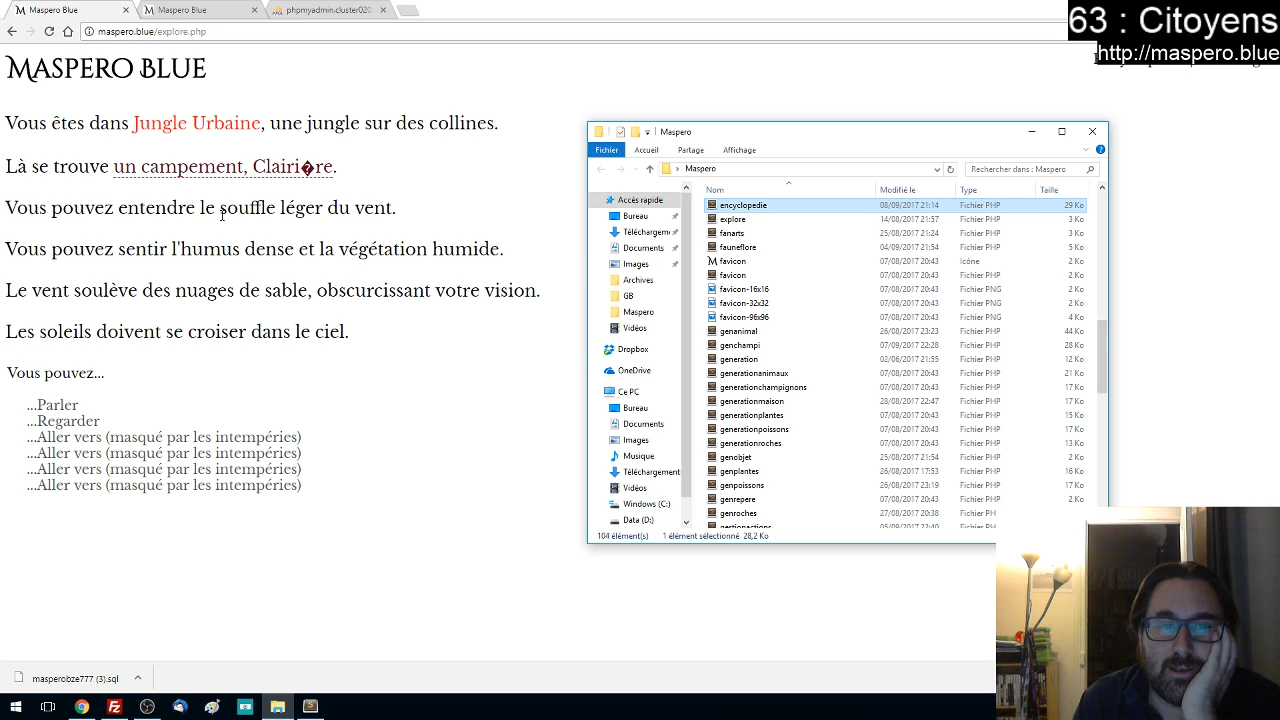 Maspero Blue
Maspero Blue
phpmyadmin.cluster020
maspero.blue/explore.php
63 : Citoyens
http://maspero.blue
MASPERO BLUE
Vous êtes dans Jungle Urbaine, une jungle sur des collines.
Là se trouve un campement, Clairi�re.
Vous pouvez entendre le souffle léger du vent.
Vous pouvez sentir l'humus dense et la végétation humide.
Le vent soulève des nuages de sable, obscurcissant votre vision.
Les soleils doivent se croiser dans le ciel.
Vous pouvez...
...Parler
...Regarder
...Aller vers (masqué par les intempéries)
...Aller vers (masqué par les intempéries)
...Aller vers (masqué par les intempéries)
...Aller vers (masqué par les intempéries)
Maspero
Fichier Accueil Partage Affichage
Maspero
Rechercher dans : Maspero
Accès rapide
Bureau
Téléchargem
Documents
Images
Archives
GB
Maspero
Vidéos
Dropbox
OneDrive
Ce PC
Bureau
Documents
Images
Musique
Téléchargement
Vidéos
Windows (C:)
Data (D:)
Nom Modifié le Type Taille
encyclopedie 08/09/2017 21:14 Fichier PHP 29 Ko
explore 14/08/2017 21:57 Fichier PHP 3 Ko
fanarts 25/08/2017 21:24 Fichier PHP 3 Ko
fauneflore 04/09/2017 21:54 Fichier PHP 5 Ko
favicon 07/08/2017 20:43 Icône 2 Ko
favicon 07/08/2017 20:43 Fichier PHP 2 Ko
favicon-16x16 07/08/2017 20:43 Fichier PNG 2 Ko
favicon-32x32 07/08/2017 20:43 Fichier PNG 2 Ko
favicon-96x96 07/08/2017 20:43 Fichier PNG 4 Ko
genanimal 26/08/2017 23:23 Fichier PHP 44 Ko
genchampi 07/09/2017 22:28 Fichier PHP 28 Ko
generation 02/06/2017 21:55 Fichier PHP 12 Ko
generationanimaux 07/08/2017 20:43 Fichier PHP 21 Ko
generationchampignons 07/08/2017 20:43 Fichier PHP 17 Ko
generationmaison 28/08/2017 22:47 Fichier PHP 2 Ko
generationplantes 07/08/2017 20:43 Fichier PHP 15 Ko
generationpoissons 07/08/2017 20:43 Fichier PHP 17 Ko
generationroches 07/08/2017 20:43 Fichier PHP 13 Ko
genobjet 25/08/2017 21:54 Fichier PHP 2 Ko
genplantes 26/08/2017 17:53 Fichier PHP 16 Ko
genpoissons 26/08/2017 23:19 Fichier PHP 17 Ko
genrepere 07/08/2017 20:43 Fichier PHP 2 Ko
genroches 27/08/2017 20:38 Fichier PH
gestionactions 05/09/2017 22:40
104 élément(s) 1 élément sélectionné 28,2 Ko
masperobze777 (3).sql